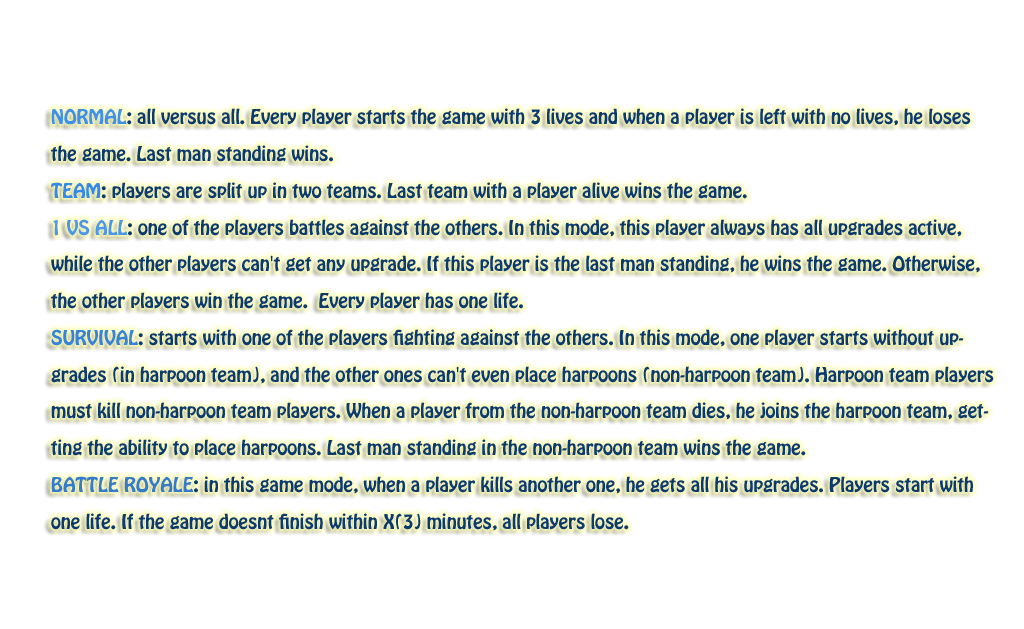 NORMAL: all versus all. Every player starts the game with 3 lives and when a player is left with no lives, he loses
the game. Last man standing wins.
TEAM: players are split up in two teams. Last team with a player alive wins the game.
1 VS ALL: one of the players battles against the others. In this mode, this player always has all upgrades active,
while the other players can't get any upgrade. If this player is the last man standing, he wins the game. Otherwise,
the other players win the game.  Every player has one life.
SURVIVAL: starts with one of the players fighting against the others. In this mode, one player starts without up-
grades (in harpoon team), and the other ones can't even place harpoons (non-harpoon team). Harpoon team players
must kill non-harpoon team players. When a player from the non-harpoon team dies, he joins the harpoon team, get-
ting the ability to place harpoons. Last man standing in the non-harpoon team wins the game.
BATTLE ROYALE: in this game mode, when a player kills another one, he gets all his upgrades. Players start with
one life. If the game doesnt finish within X(3) minutes, all players lose.